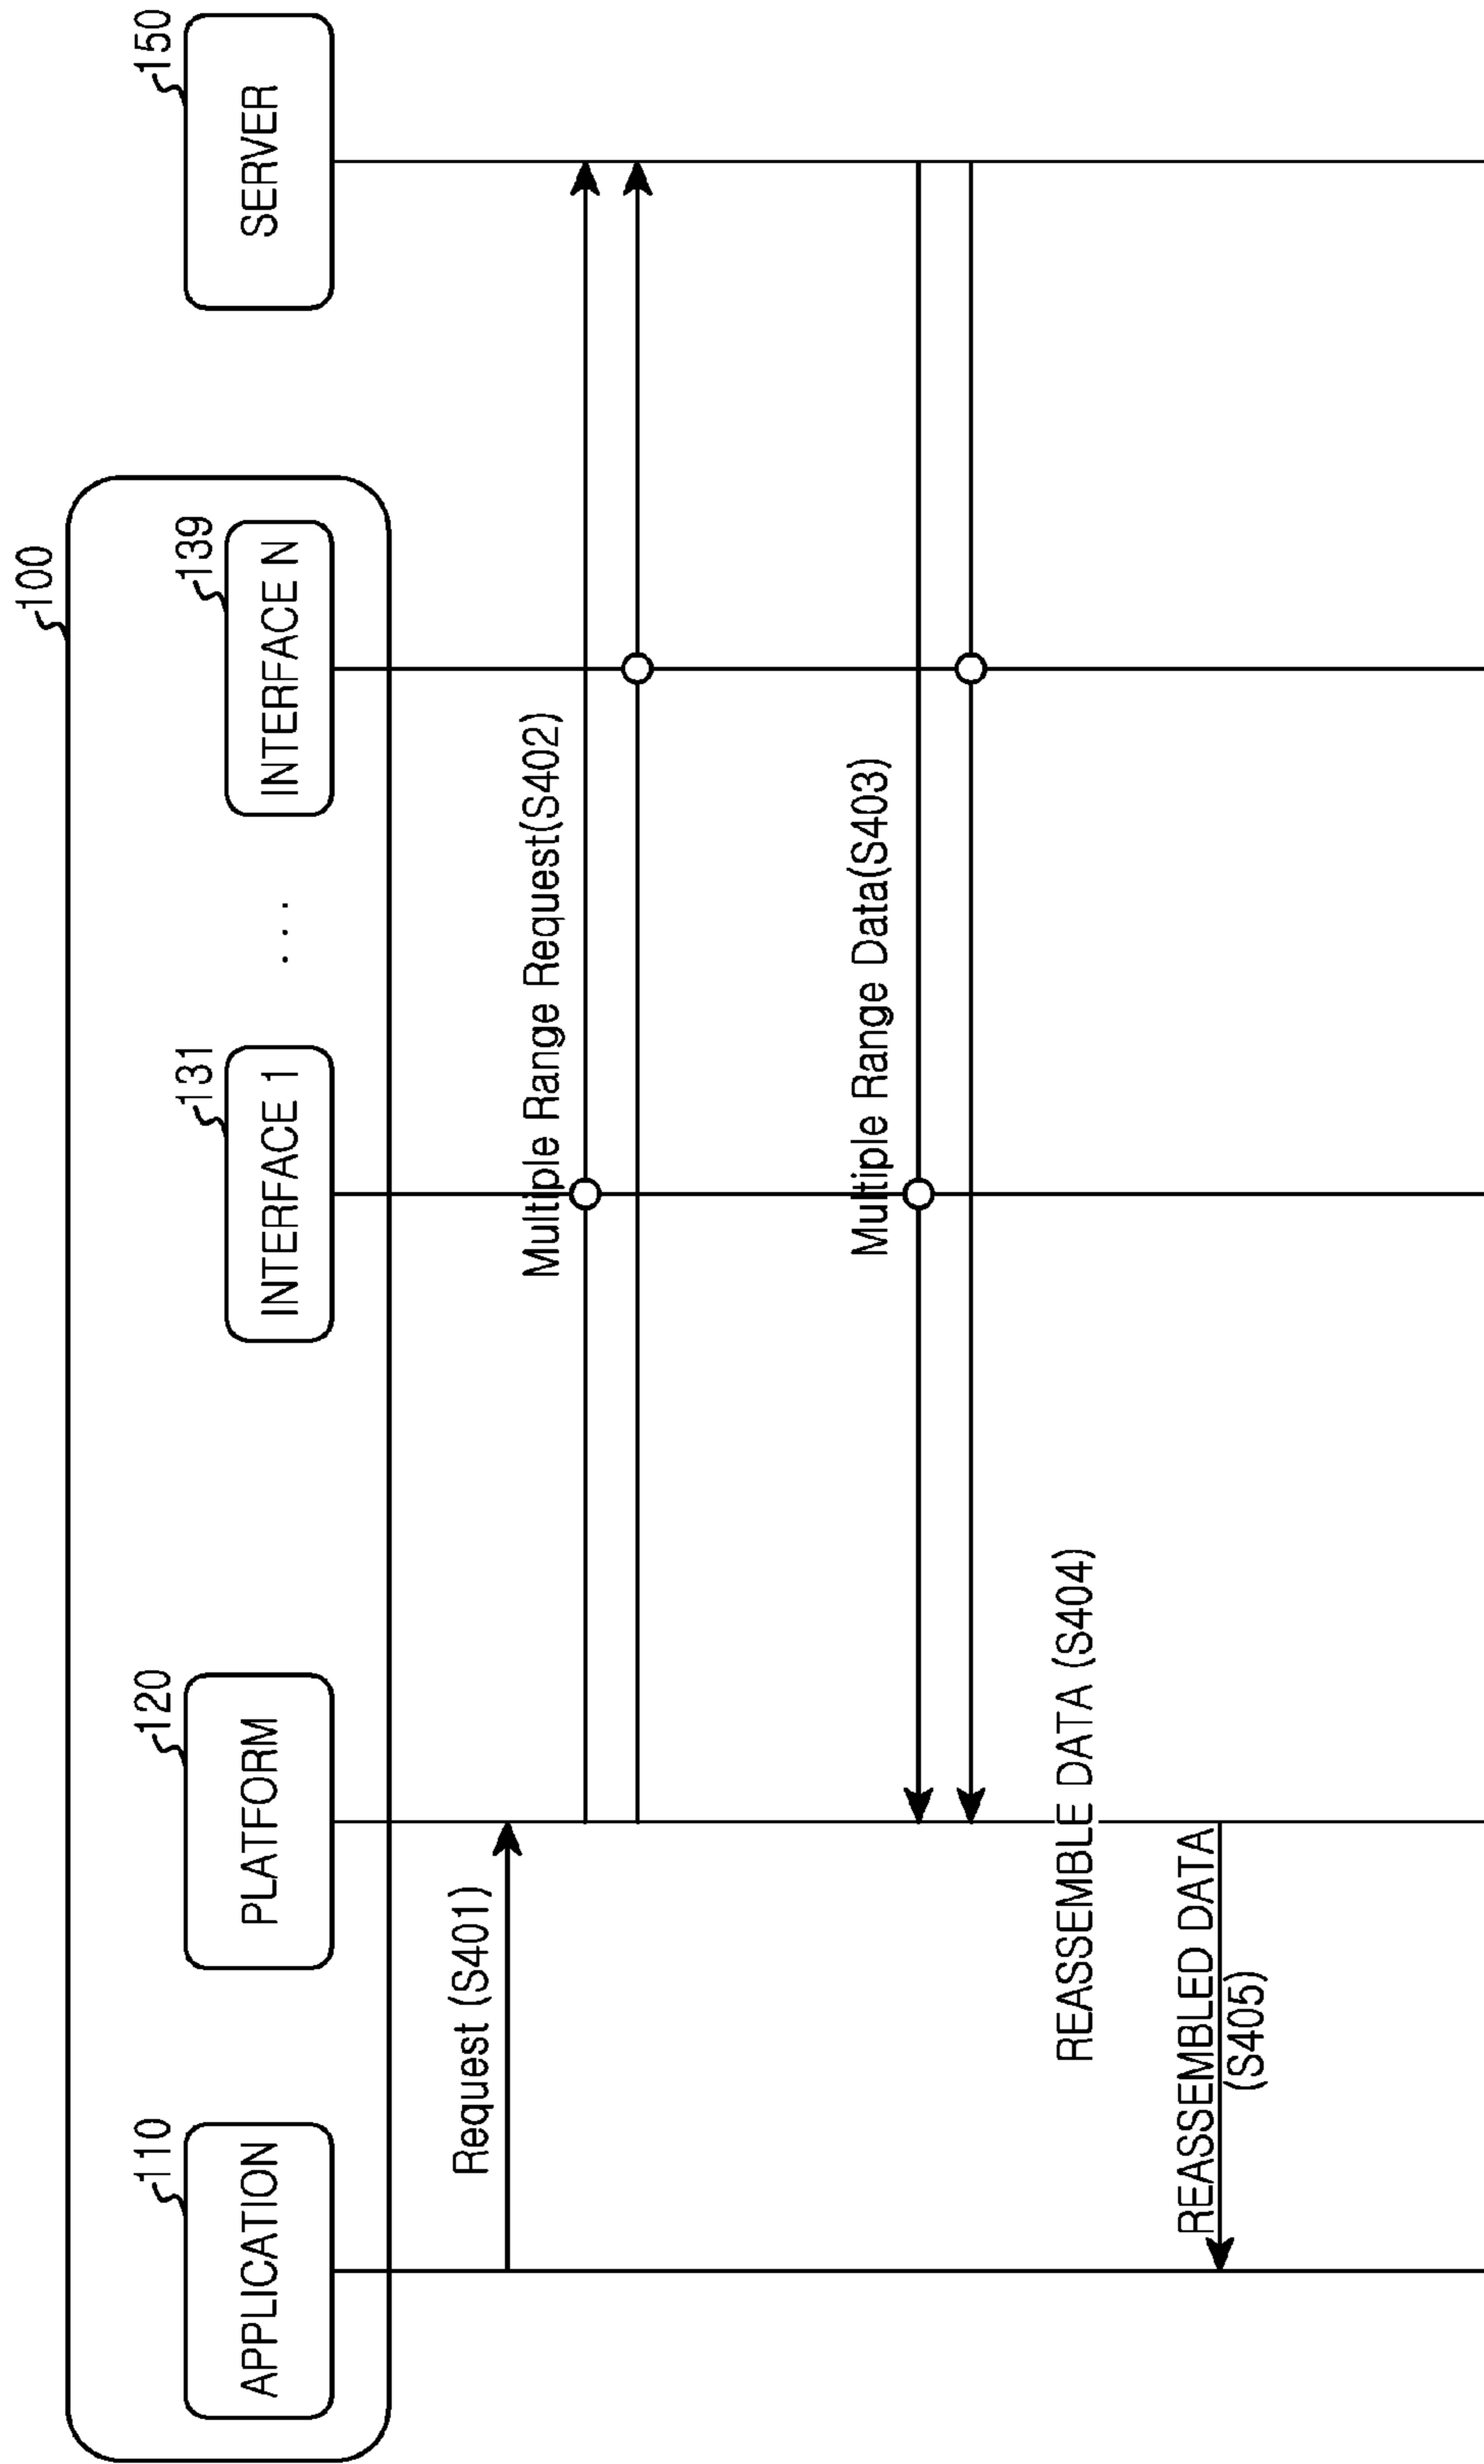 100
110
APPLICATION
120
PLATFORM
131
INTERFACE 1
. . .
139
INTERFACE N
150
SERVER
Request (S401)
Multiple Range Request(S402)
Multiple Range Data(S403)
REASSEMBLE DATA (S404)
REASSEMBLED DATA
(S405)